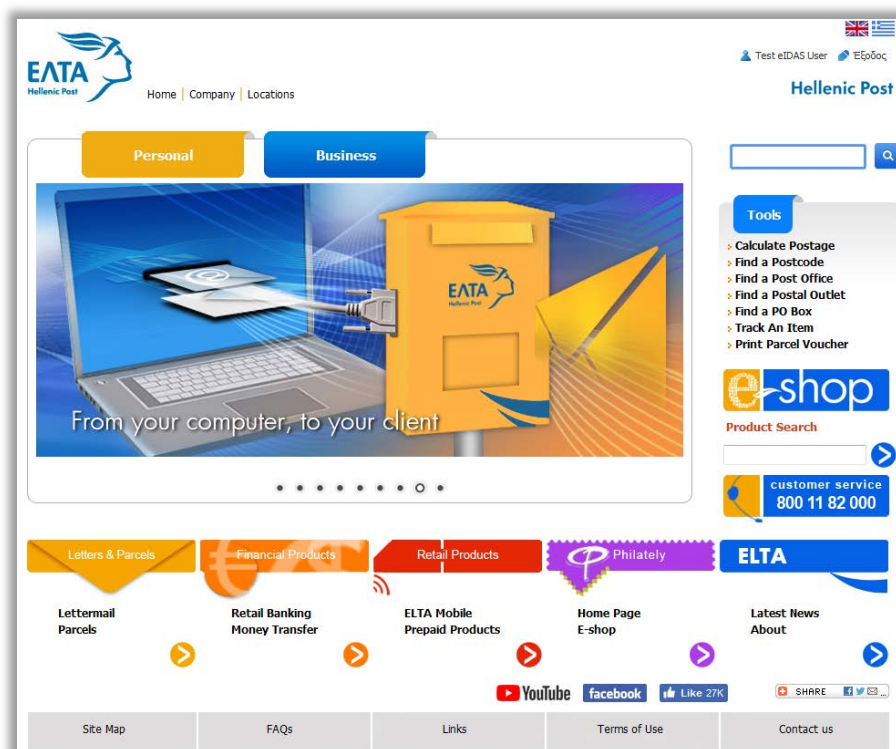 ΕΛΤΑ
Hellenic Post
Home | Company | Locations
Test eIDAS User Έξοδος
Hellenic Post
Personal
Business
ΕΛΤΑ
Hellenic Post
From your computer, to your client
Tools
Calculate Postage
Find a Postcode
Find a Post Office
Find a Postal Outlet
Find a PO Box
Track An Item
Print Parcel Voucher
e-shop
Product Search
customer service
800 11 82 000
Letters & Parcels
Financial Products
Retail Products
Philately
ELTA
Lettermail
Parcels
Retail Banking
Money Transfer
ELTA Mobile
Prepaid Products
Home Page
E-shop
Latest News
About
YouTube facebook Like 27K SHARE ...
Site Map FAQs Links Terms of Use Contact us